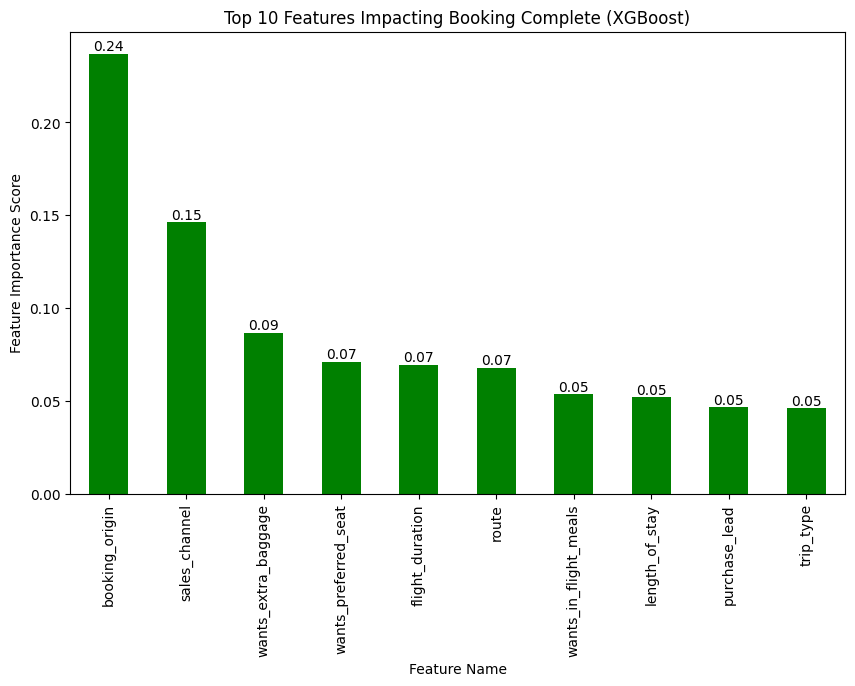 Top 10 Features Impacting Booking Complete (XGBoost)
Feature Importance Score
0.20
0.15
0.10
0.05
0.00
0.24
0.15
0.09
0.07
0.07
0.07
0.05
0.05
0.05
0.05
booking_origin
sales_channel
wants_extra_baggage
wants_preferred_seat
flight_duration
route
wants_in_flight_meals
length_of_stay
purchase_lead
trip_type
Feature Name